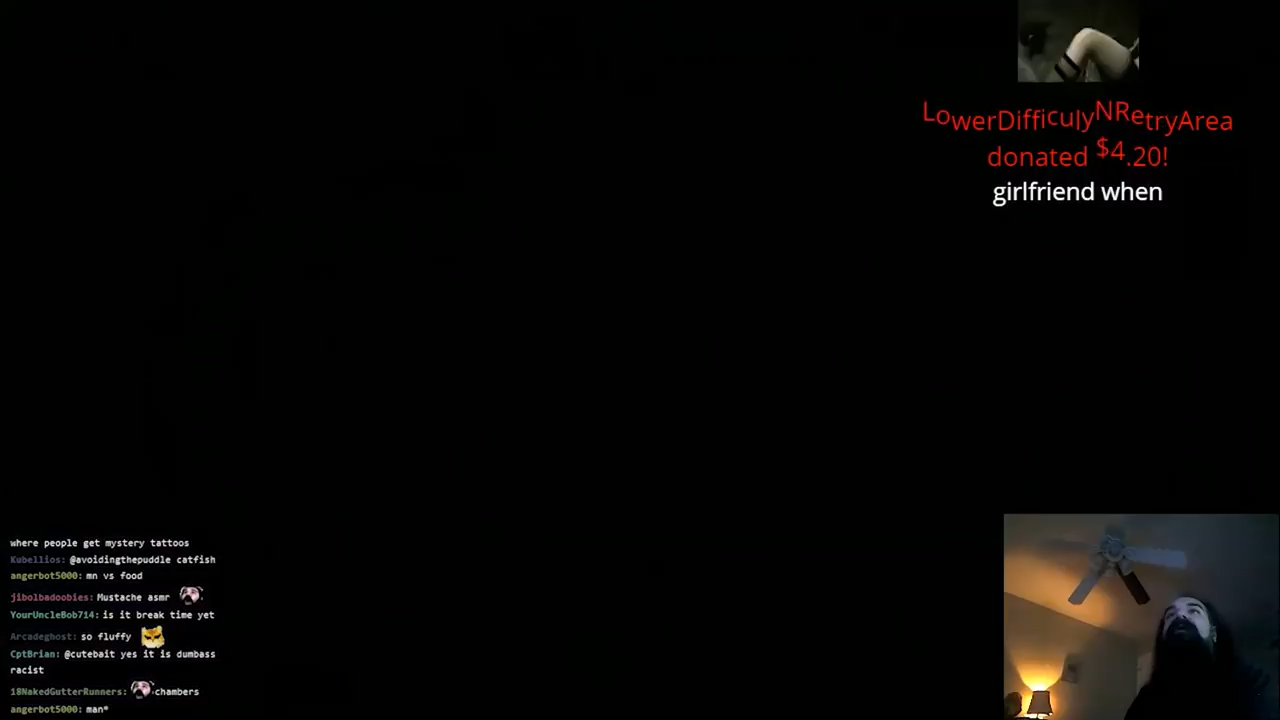 LowerDifficulyNRetryArea
donated $4.20!
girlfriend when
where people get mystery tattoos
Kubellios: @avoidingthepuddle catfish
angerbot5000: mn vs food
jibolbadoobies: Mustache asmr
YourUncleBob714: is it break time yet
Arcadeghost: so fluffy
CptBrian: @cutebait yes it is dumbass
racist
18NakedGutterRunners: chambers
angerbot5000: man*